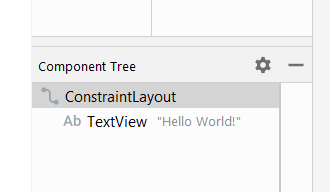 Component Tree
ConstraintLayout
Ab TextView "Hello World!"